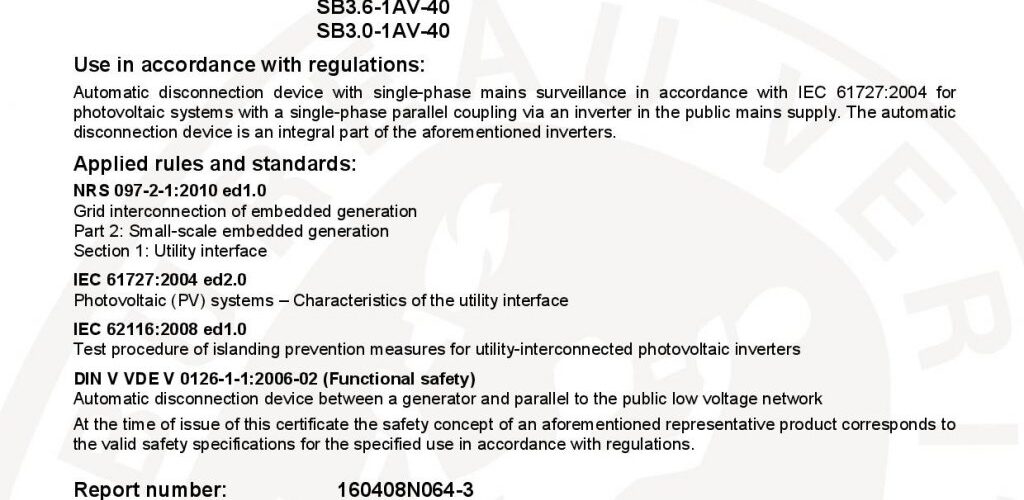 SB3.6-1AV-40
SB3.0-1AV-40
Use in accordance with regulations:
Automatic disconnection device with single-phase mains surveillance in accordance with IEC 61727:2004 for
photovoltaic systems with a single-phase parallel coupling via an inverter in the public mains supply. The automatic
disconnection device is an integral part of the aforementioned inverters.
Applied rules and standards:
NRS 097-2-1:2010 ed1.0
Grid interconnection of embedded generation
Part 2: Small-scale embedded generation
Section 1: Utility interface
IEC 61727:2004 ed2.0
Photovoltaic (PV) systems – Characteristics of the utility interface
IEC 62116:2008 ed1.0
Test procedure of islanding prevention measures for utility-interconnected photovoltaic inverters
DIN V VDE V 0126-1-1:2006-02 (Functional safety)
Automatic disconnection device between a generator and parallel to the public low voltage network
At the time of issue of this certificate the safety concept of an aforementioned representative product corresponds to
the valid safety specifications for the specified use in accordance with regulations.
Report number: 160408N064-3